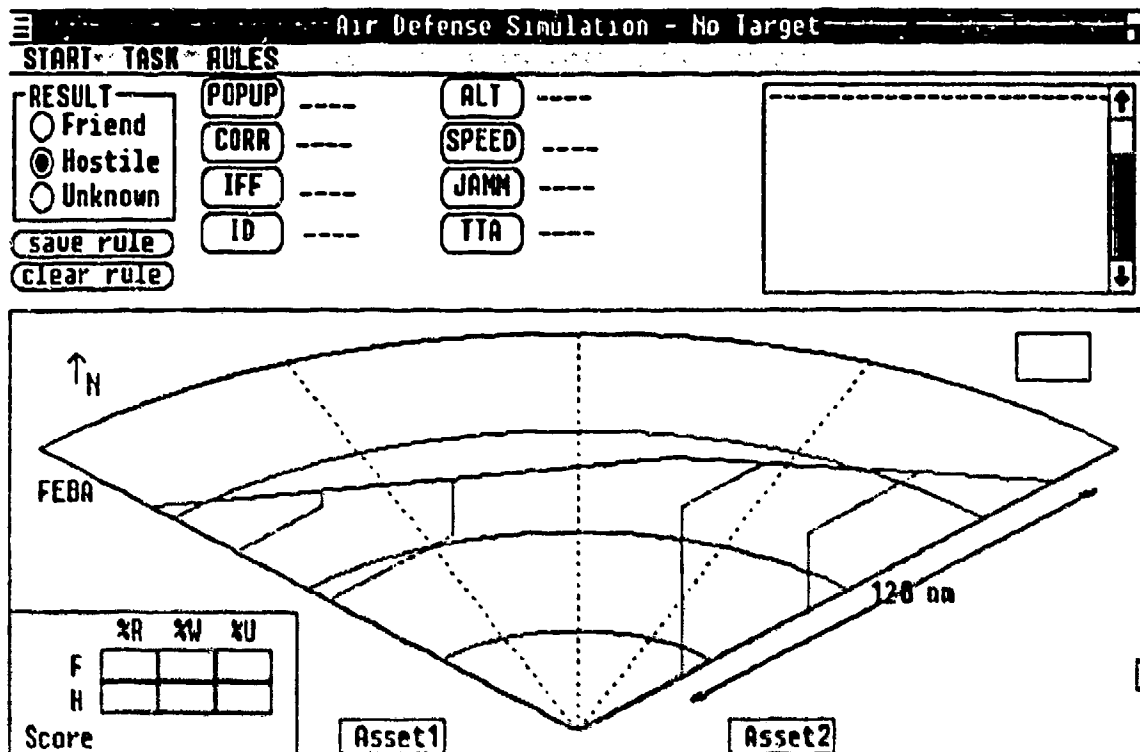 Air Defense Simulation - No Target
START TASK RULES
RESULT
Friend
Hostile
Unknown
save rule
clear rule
POPUP ----
CORR ----
IFF ----
ID ----
ALT ----
SPEED ----
JAMM ----
TTA ----
N
FEBA
120 nm
%R %W %U
F
H
Score
Asset1
Asset2